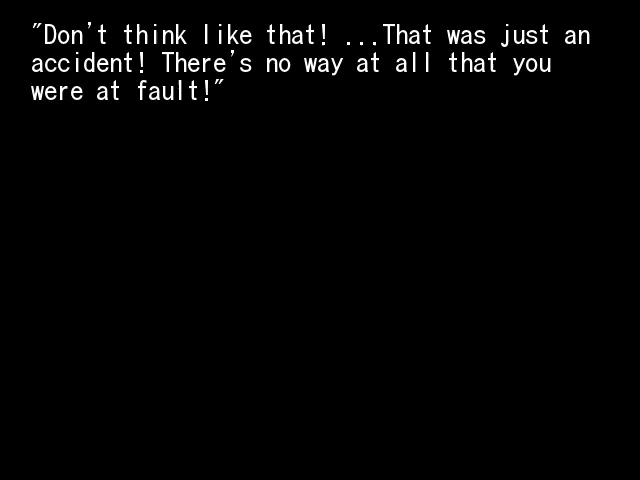 "Don't think like that! ...That was just an
accident! There's no way at all that you
were at fault!"